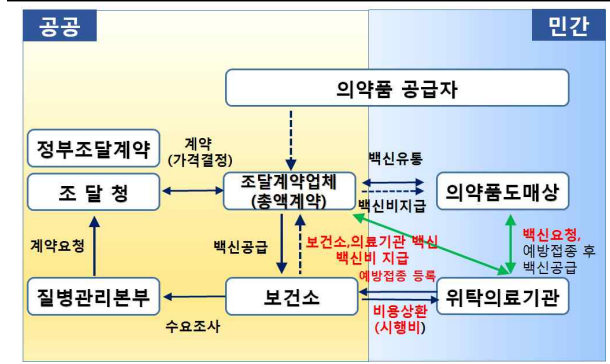 공공
민간
의약품 공급자
정부조달계약
계약
(가격결정)
조 달 청
조달계약업체
(총액계약)
백신유통
백신비지급
의약품도매상
계약요청
백신공급
보건소,의료기관 백신
백신비 지급
예방접종 등록
백신요청,
예방접종 후
백신공급
질병관리본부
수요조사
보건소
비용상환
(시행비)
위탁의료기관